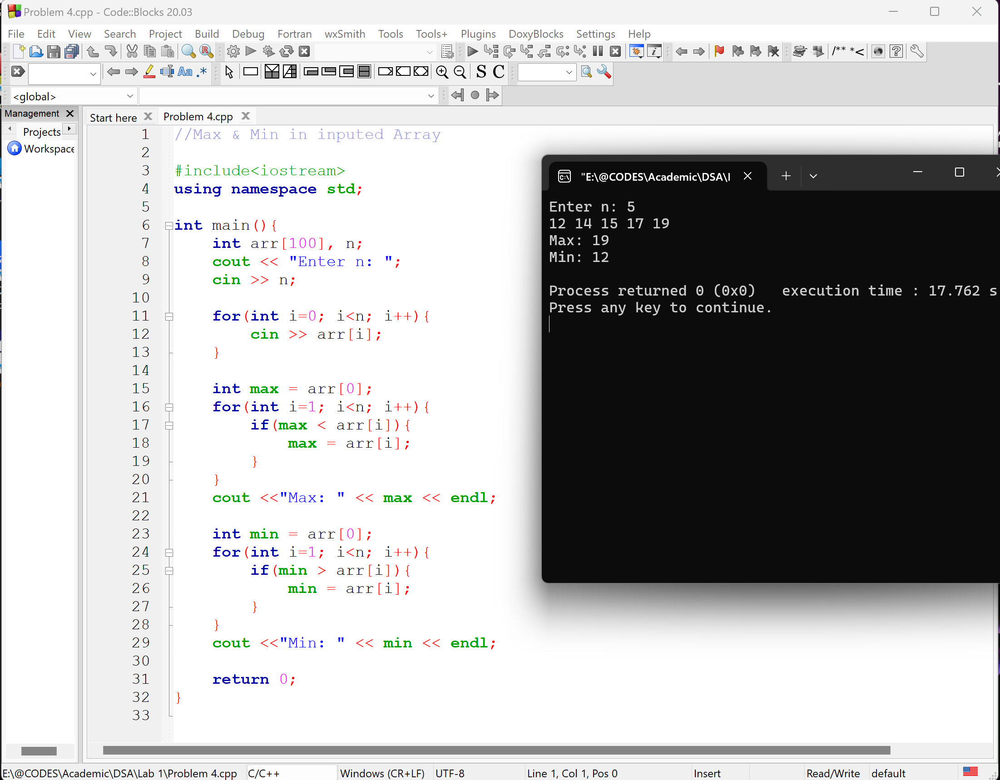 Problem 4.cpp - Code::Blocks 20.03
File Edit View Search Project Build Debug Fortran wxSmith Tools Tools+ Plugins DoxyBlocks Settings Help
/** *<
Aa .* S C
<global>
Management
Start here Problem 4.cpp
Projects
Workspace
1 //Max & Min in inputed Array
2
3 #include<iostream>
4 using namespace std;
5
6 int main(){
7 int arr[100], n;
8 cout << "Enter n: ";
9 cin >> n;
10
11 for(int i=0; i<n; i++){
12 cin >> arr[i];
13 }
14
15 int max = arr[0];
16 for(int i=1; i<n; i++){
17 if(max < arr[i]){
18 max = arr[i];
19 }
20 }
21 cout <<"Max: " << max << endl;
22
23 int min = arr[0];
24 for(int i=1; i<n; i++){
25 if(min > arr[i]){
26 min = arr[i];
27 }
28 }
29 cout <<"Min: " << min << endl;
30
31 return 0;
32 }
33
"E:\@CODES\Academic\DSA\l
Enter n: 5
12 14 15 17 19
Max: 19
Min: 12
Process returned 0 (0x0) execution time : 17.762 s
Press any key to continue.
E:\@CODES\Academic\DSA\Lab 1\Problem 4.cpp C/C++ Windows (CR+LF) UTF-8 Line 1, Col 1, Pos 0 Insert Read/Write default